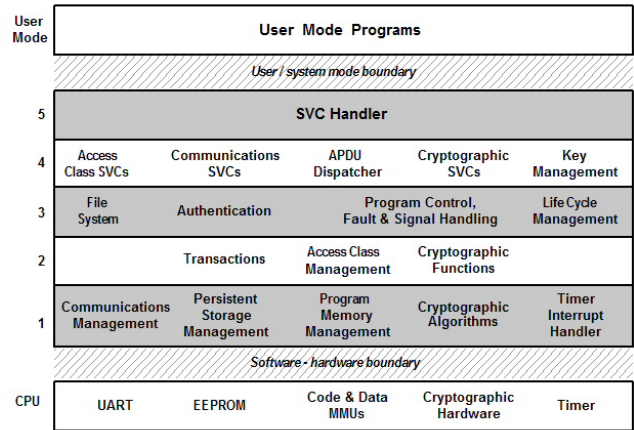 User Mode
User Mode Programs
User / system mode boundary
5
SVC Handler
4
Access Class SVCs
Communications SVCs
APDU Dispatcher
Cryptographic SVCs
Key Management
3
File System
Authentication
Program Control, Fault & Signal Handling
Life Cycle Management
2
Transactions
Access Class Management
Cryptographic Functions
1
Communications Management
Persistent Storage Management
Program Memory Management
Cryptographic Algorithms
Timer Interrupt Handler
Software - hardware boundary
CPU
UART
EEPROM
Code & Data MMUs
Cryptographic Hardware
Timer